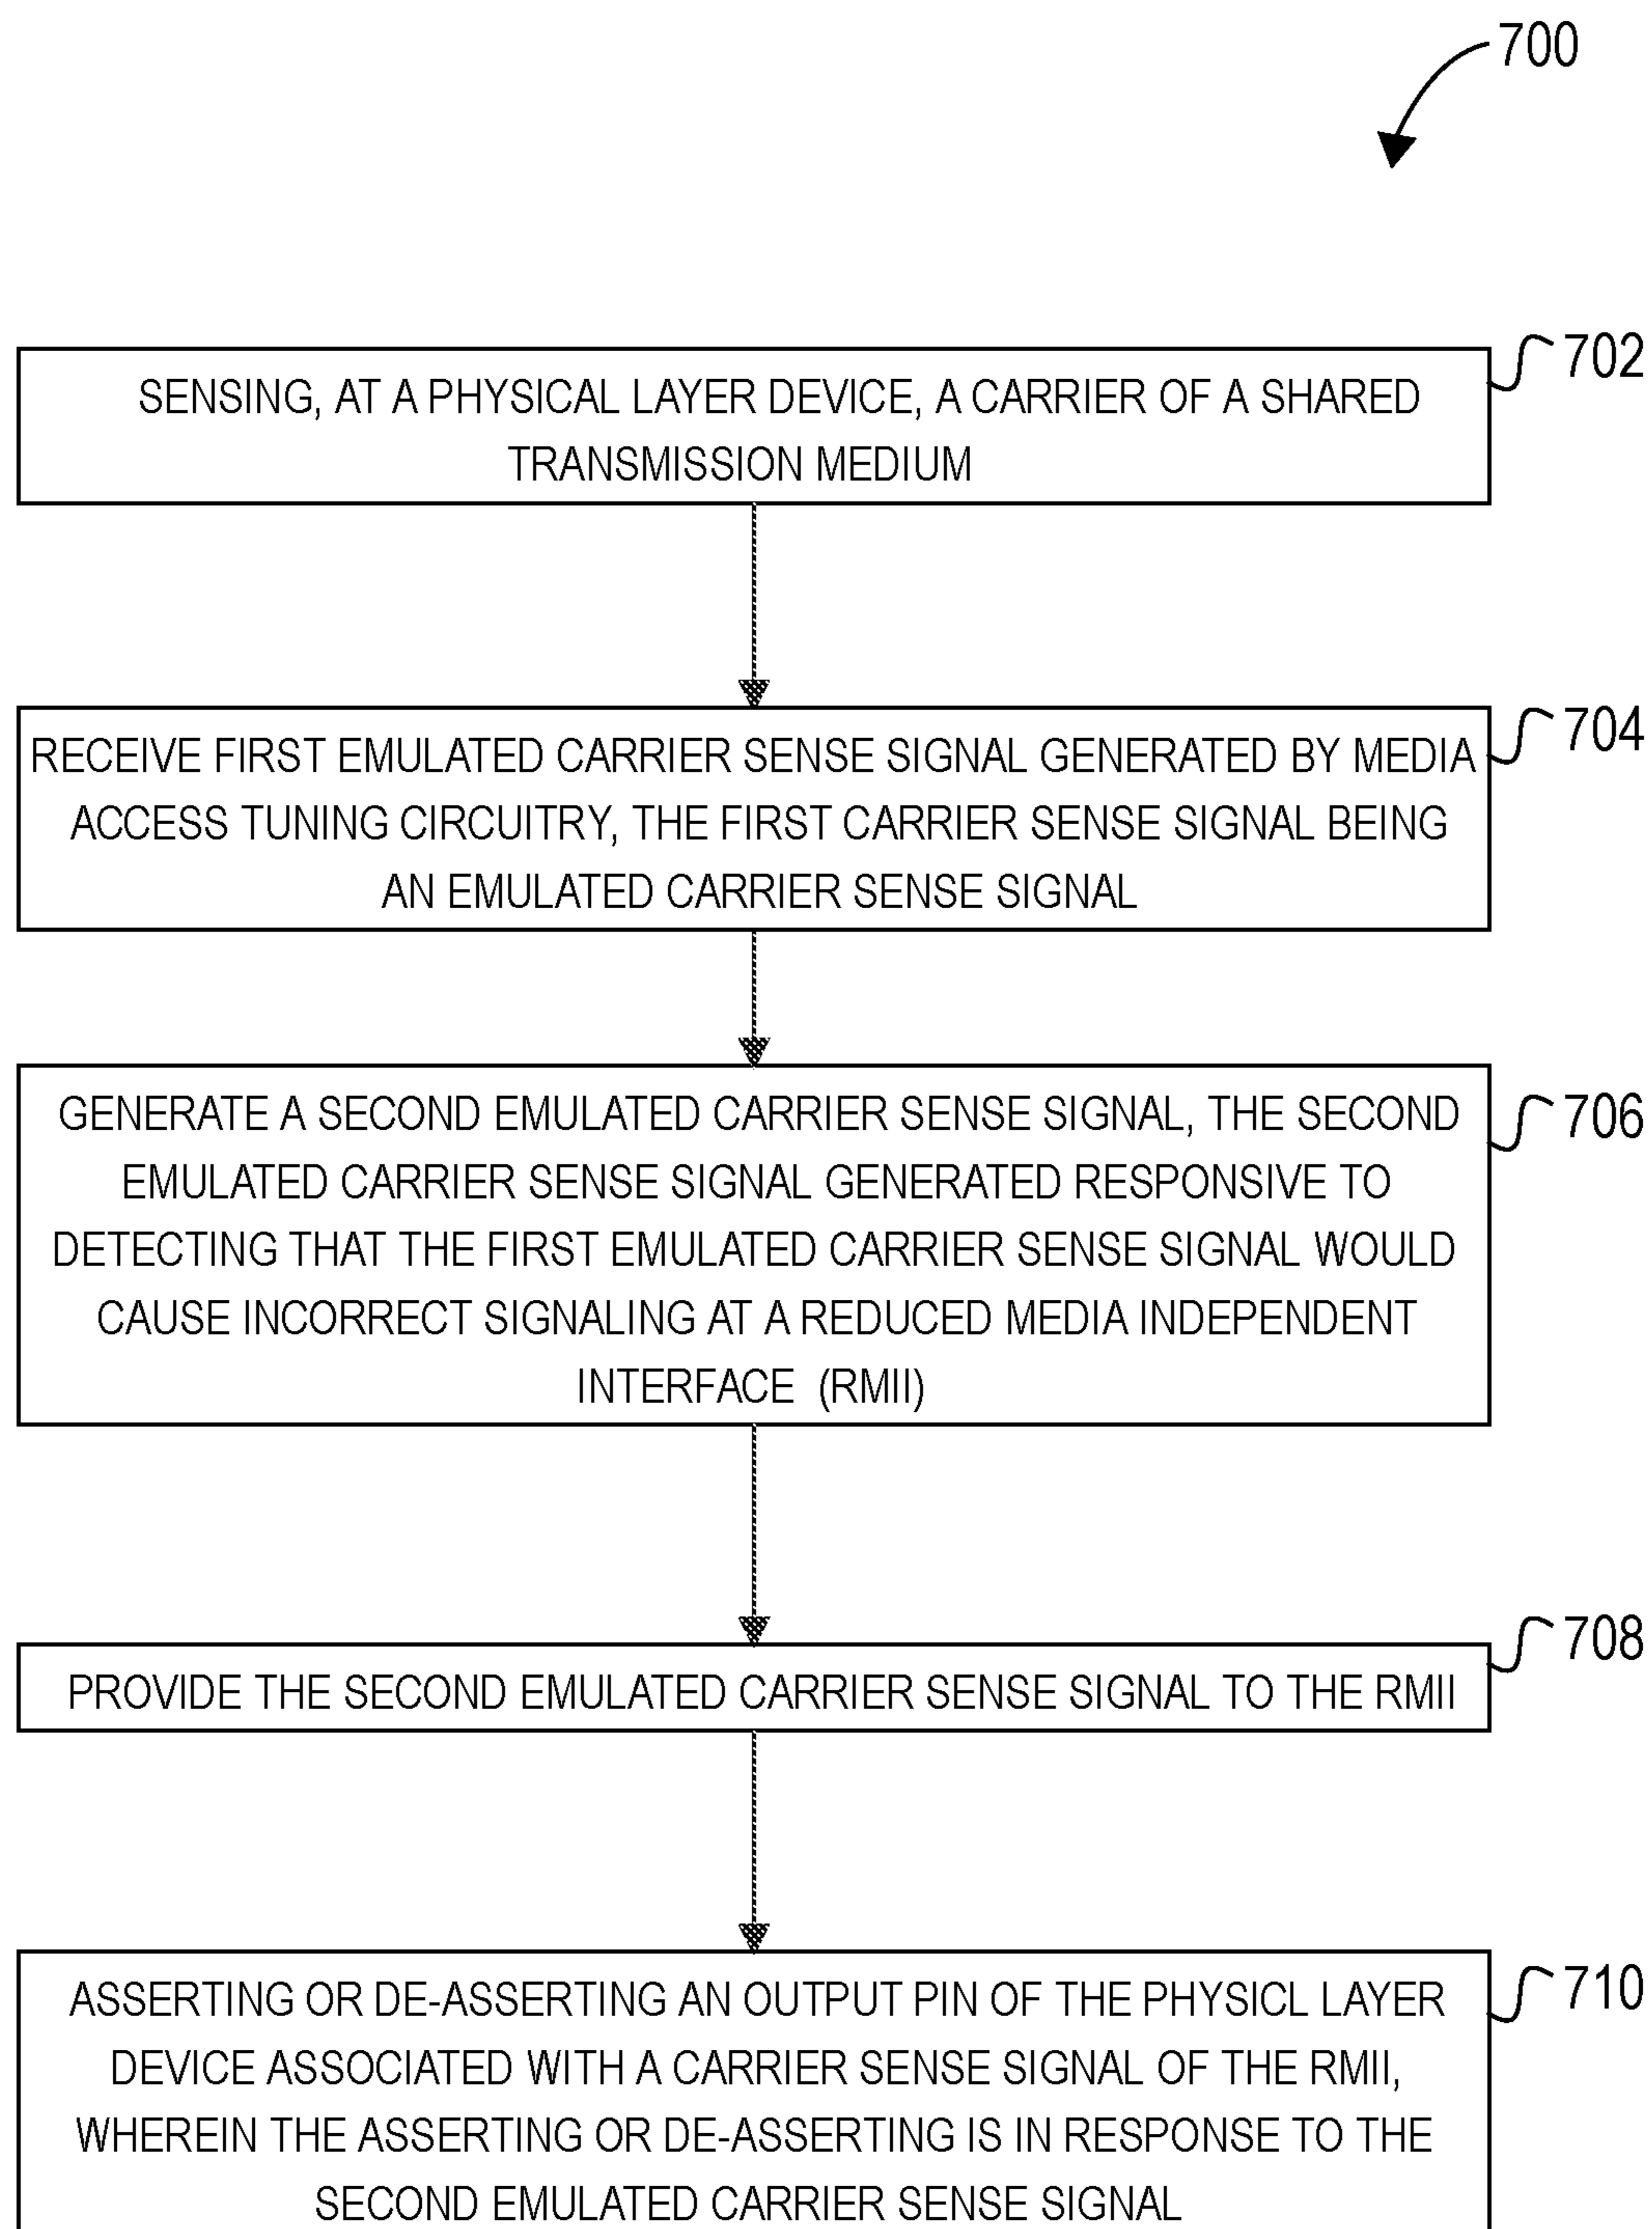 700
702
SENSING, AT A PHYSICAL LAYER DEVICE, A CARRIER OF A SHARED
TRANSMISSION MEDIUM
704
RECEIVE FIRST EMULATED CARRIER SENSE SIGNAL GENERATED BY MEDIA
ACCESS TUNING CIRCUITRY, THE FIRST CARRIER SENSE SIGNAL BEING
AN EMULATED CARRIER SENSE SIGNAL
706
GENERATE A SECOND EMULATED CARRIER SENSE SIGNAL, THE SECOND
EMULATED CARRIER SENSE SIGNAL GENERATED RESPONSIVE TO
DETECTING THAT THE FIRST EMULATED CARRIER SENSE SIGNAL WOULD
CAUSE INCORRECT SIGNALING AT A REDUCED MEDIA INDEPENDENT
INTERFACE (RMII)
708
PROVIDE THE SECOND EMULATED CARRIER SENSE SIGNAL TO THE RMII
710
ASSERTING OR DE-ASSERTING AN OUTPUT PIN OF THE PHYSICL LAYER
DEVICE ASSOCIATED WITH A CARRIER SENSE SIGNAL OF THE RMII,
WHEREIN THE ASSERTING OR DE-ASSERTING IS IN RESPONSE TO THE
SECOND EMULATED CARRIER SENSE SIGNAL